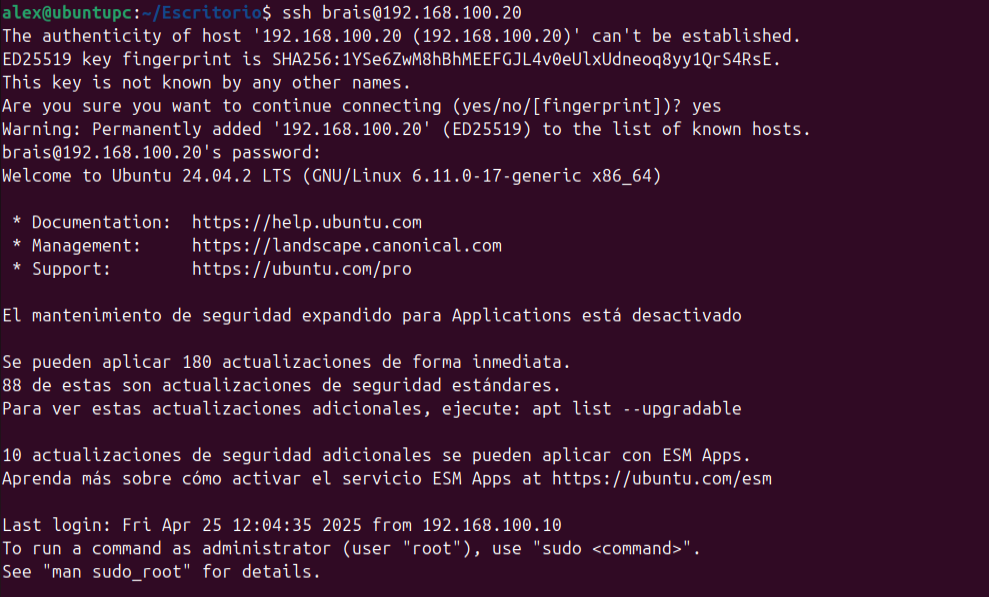 alex@ubuntupc:~/Escritorio$ ssh brais@192.168.100.20
The authenticity of host '192.168.100.20 (192.168.100.20)' can't be established.
ED25519 key fingerprint is SHA256:1YSe6ZwM8hBhMEEFGJL4v0eUlxUdneoq8yy1QrS4RsE.
This key is not known by any other names.
Are you sure you want to continue connecting (yes/no/[fingerprint])? yes
Warning: Permanently added '192.168.100.20' (ED25519) to the list of known hosts.
brais@192.168.100.20's password:
Welcome to Ubuntu 24.04.2 LTS (GNU/Linux 6.11.0-17-generic x86_64)
 * Documentation:  https://help.ubuntu.com
 * Management:     https://landscape.canonical.com
 * Support:        https://ubuntu.com/pro
El mantenimiento de seguridad expandido para Applications está desactivado
Se pueden aplicar 180 actualizaciones de forma inmediata.
88 de estas son actualizaciones de seguridad estándares.
Para ver estas actualizaciones adicionales, ejecute: apt list --upgradable
10 actualizaciones de seguridad adicionales se pueden aplicar con ESM Apps.
Aprenda más sobre cómo activar el servicio ESM Apps at https://ubuntu.com/esm
Last login: Fri Apr 25 12:04:35 2025 from 192.168.100.10
To run a command as administrator (user "root"), use "sudo <command>".
See "man sudo_root" for details.